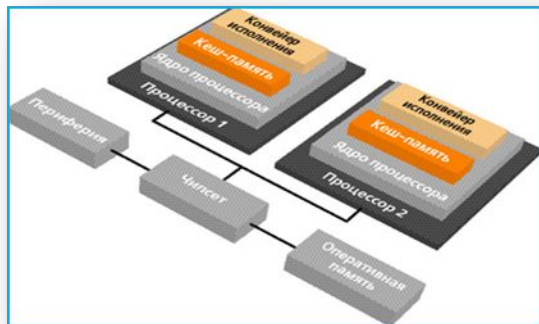 Конвейер
исполнения
Кеш-память
Ядро процессора
Процессор 1
Конвейер
исполнения
Кеш-память
Ядро процессора
Процессор 2
Периферия
Чипсет
Оперативная
память